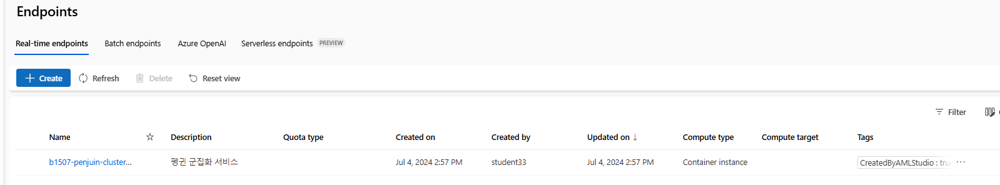 Endpoints
Real-time endpoints Batch endpoints Azure OpenAI Serverless endpoints PREVIEW
Create Refresh Delete Reset view
Filter
Name Description Quota type Created on Created by Updated on ↓ Compute type Compute target Tags
b1507-penjuin-cluster... 펭귄 군집화 서비스 Jul 4, 2024 2:57 PM student33 Jul 4, 2024 2:57 PM Container instance CreatedByAMLStudio : tru ...